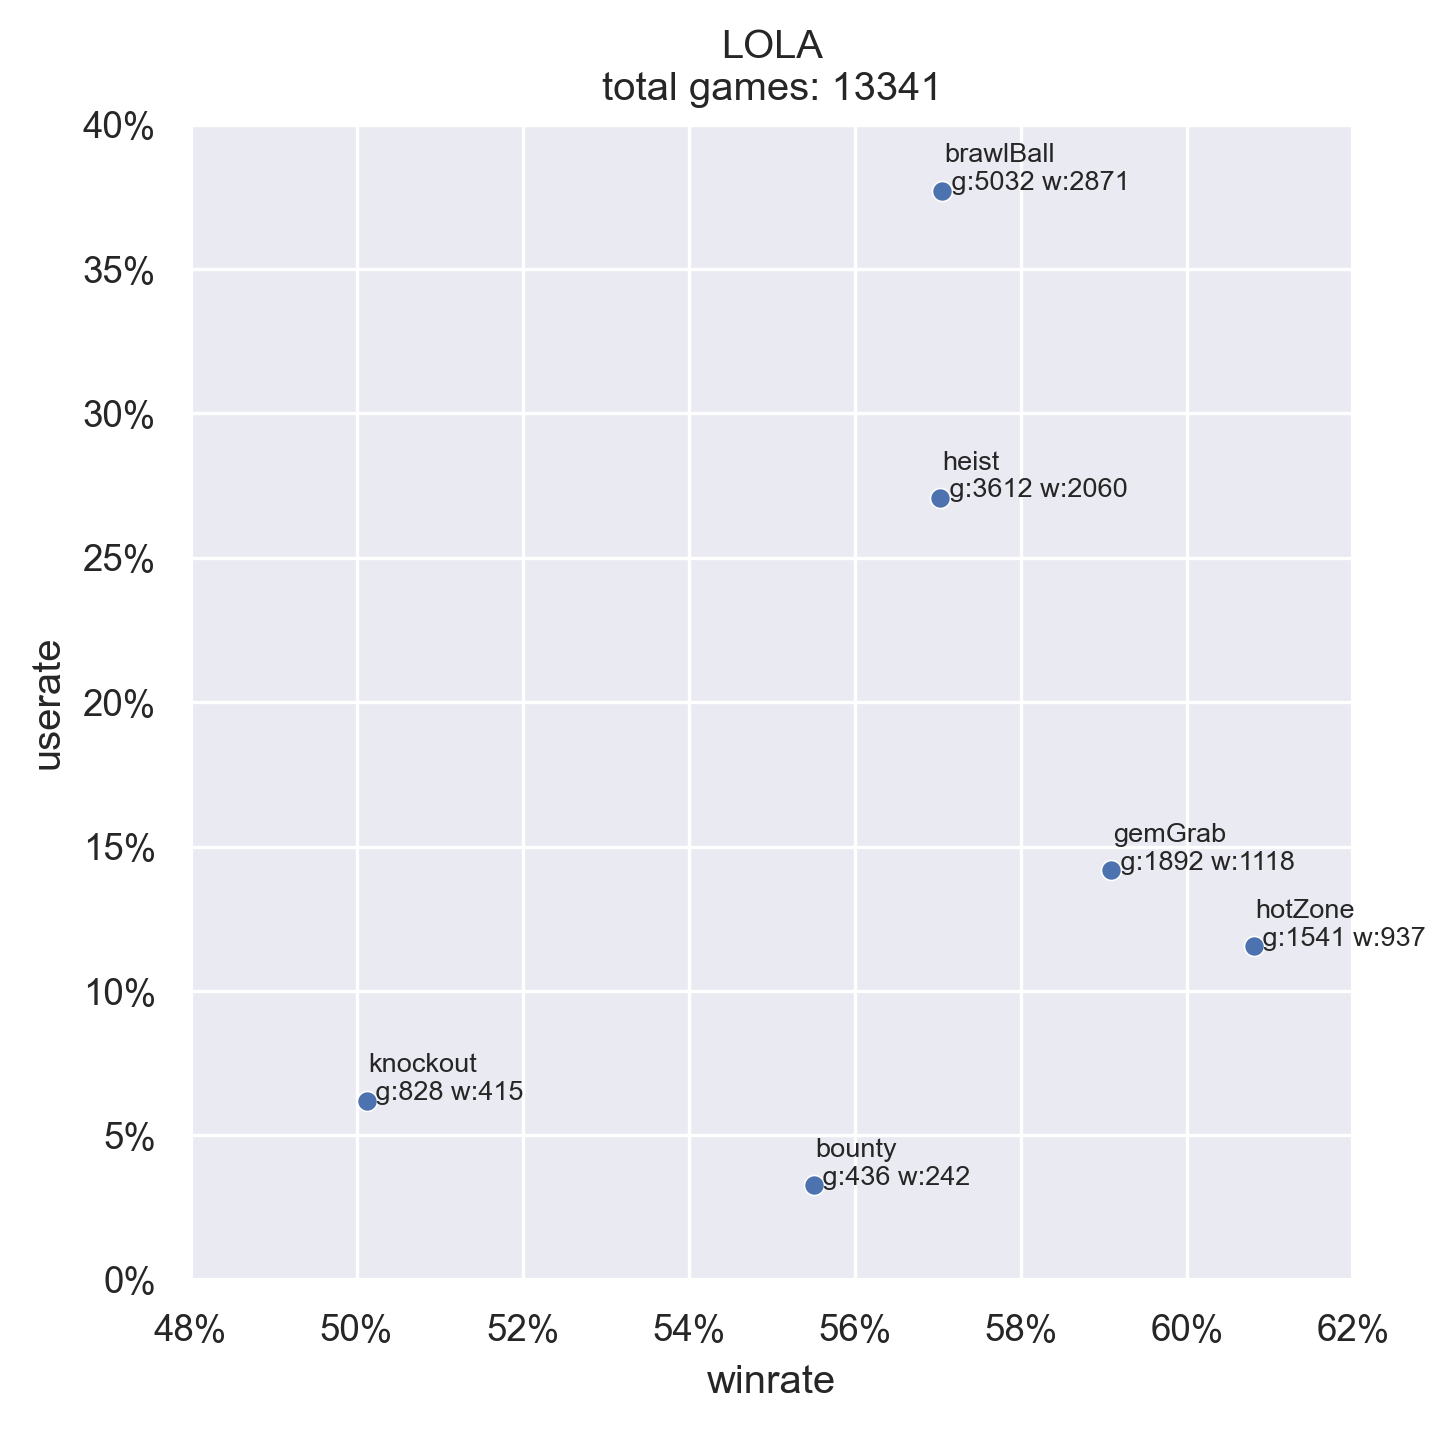 LOLA
total games: 13341
40%
35%
30%
25%
20%
15%
10%
5%
0%
userate
brawlBall
g:5032 w:2871
heist
g:3612 w:2060
gemGrab
g:1892 w:1118
hotZone
g:1541 w:937
knockout
g:828 w:415
bounty
g:436 w:242
48% 50% 52% 54% 56% 58% 60% 62%
winrate